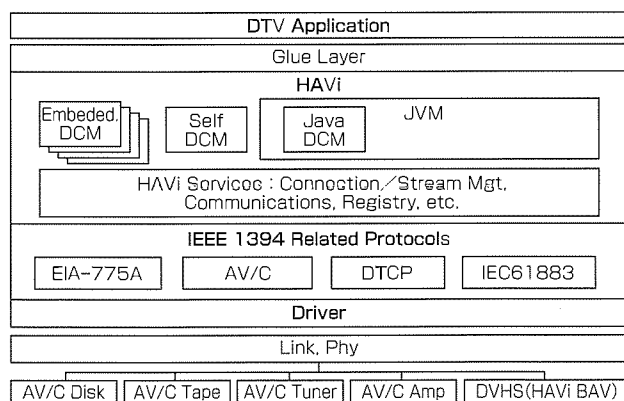 DTV Application
Glue Layer
HAVi
Embeded.
DCM
Self
DCM
Java
DCM
JVM
HAVi Services : Connection／Stream Mgt,
Communications, Registry, etc.
IEEE 1394 Related Protocols
EIA-775A
AV/C
DTCP
IEC61883
Driver
Link, Phy
AV/C Disk
AV/C Tape
AV/C Tuner
AV/C Amp
DVHS(HAVi BAV)